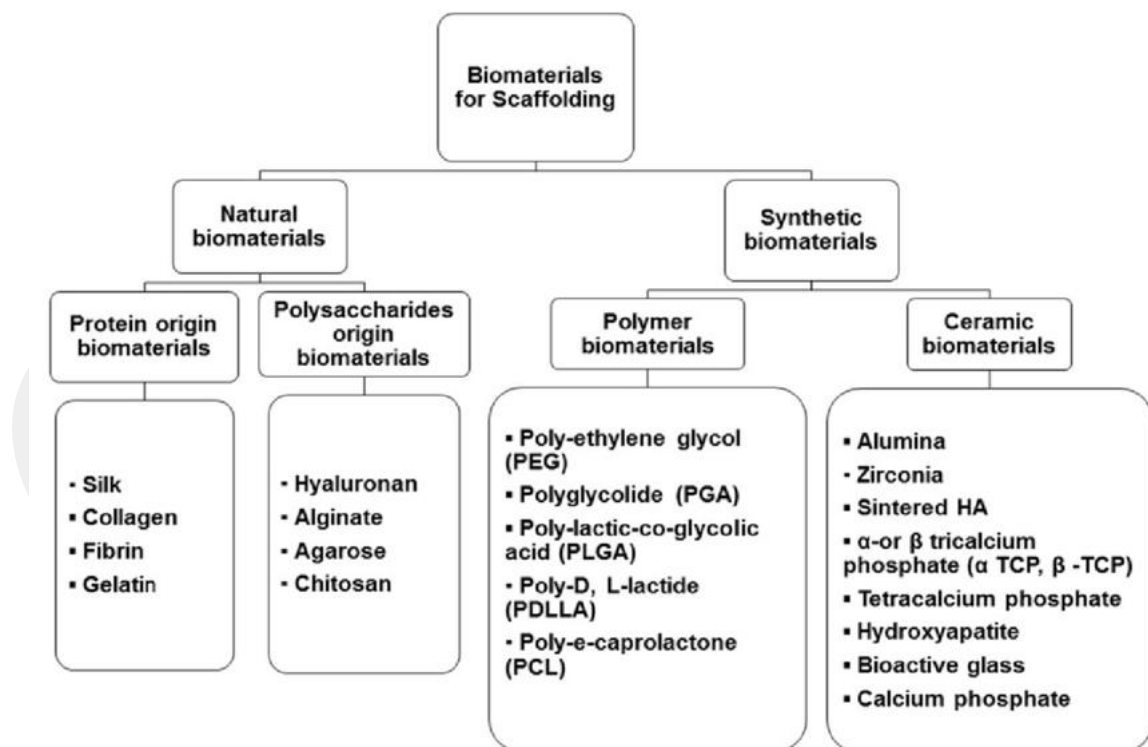 Biomaterials
for Scaffolding
Natural
biomaterials
Synthetic
biomaterials
Protein origin
biomaterials
Polysaccharides
origin
biomaterials
Polymer
biomaterials
Ceramic
biomaterials
- Silk
▪ Collagen
▪ Fibrin
▪ Gelatin
- Hyaluronan
- Alginate
- Agarose
- Chitosan
▪ Poly-ethylene glycol
(PEG)
▪ Polyglycolide (PGA)
▪ Poly-lactic-co-glycolic
acid (PLGA)
- Poly-D, L-lactide
(PDLLA)
- Poly-e-caprolactone
(PCL)
▪ Alumina
- Zirconia
▪ Sintered HA
▪ α-or β tricalcium
phosphate (α TCP, β -TCP)
▪ Tetracalcium phosphate
▪ Hydroxyapatite
▪ Bioactive glass
▪ Calcium phosphate